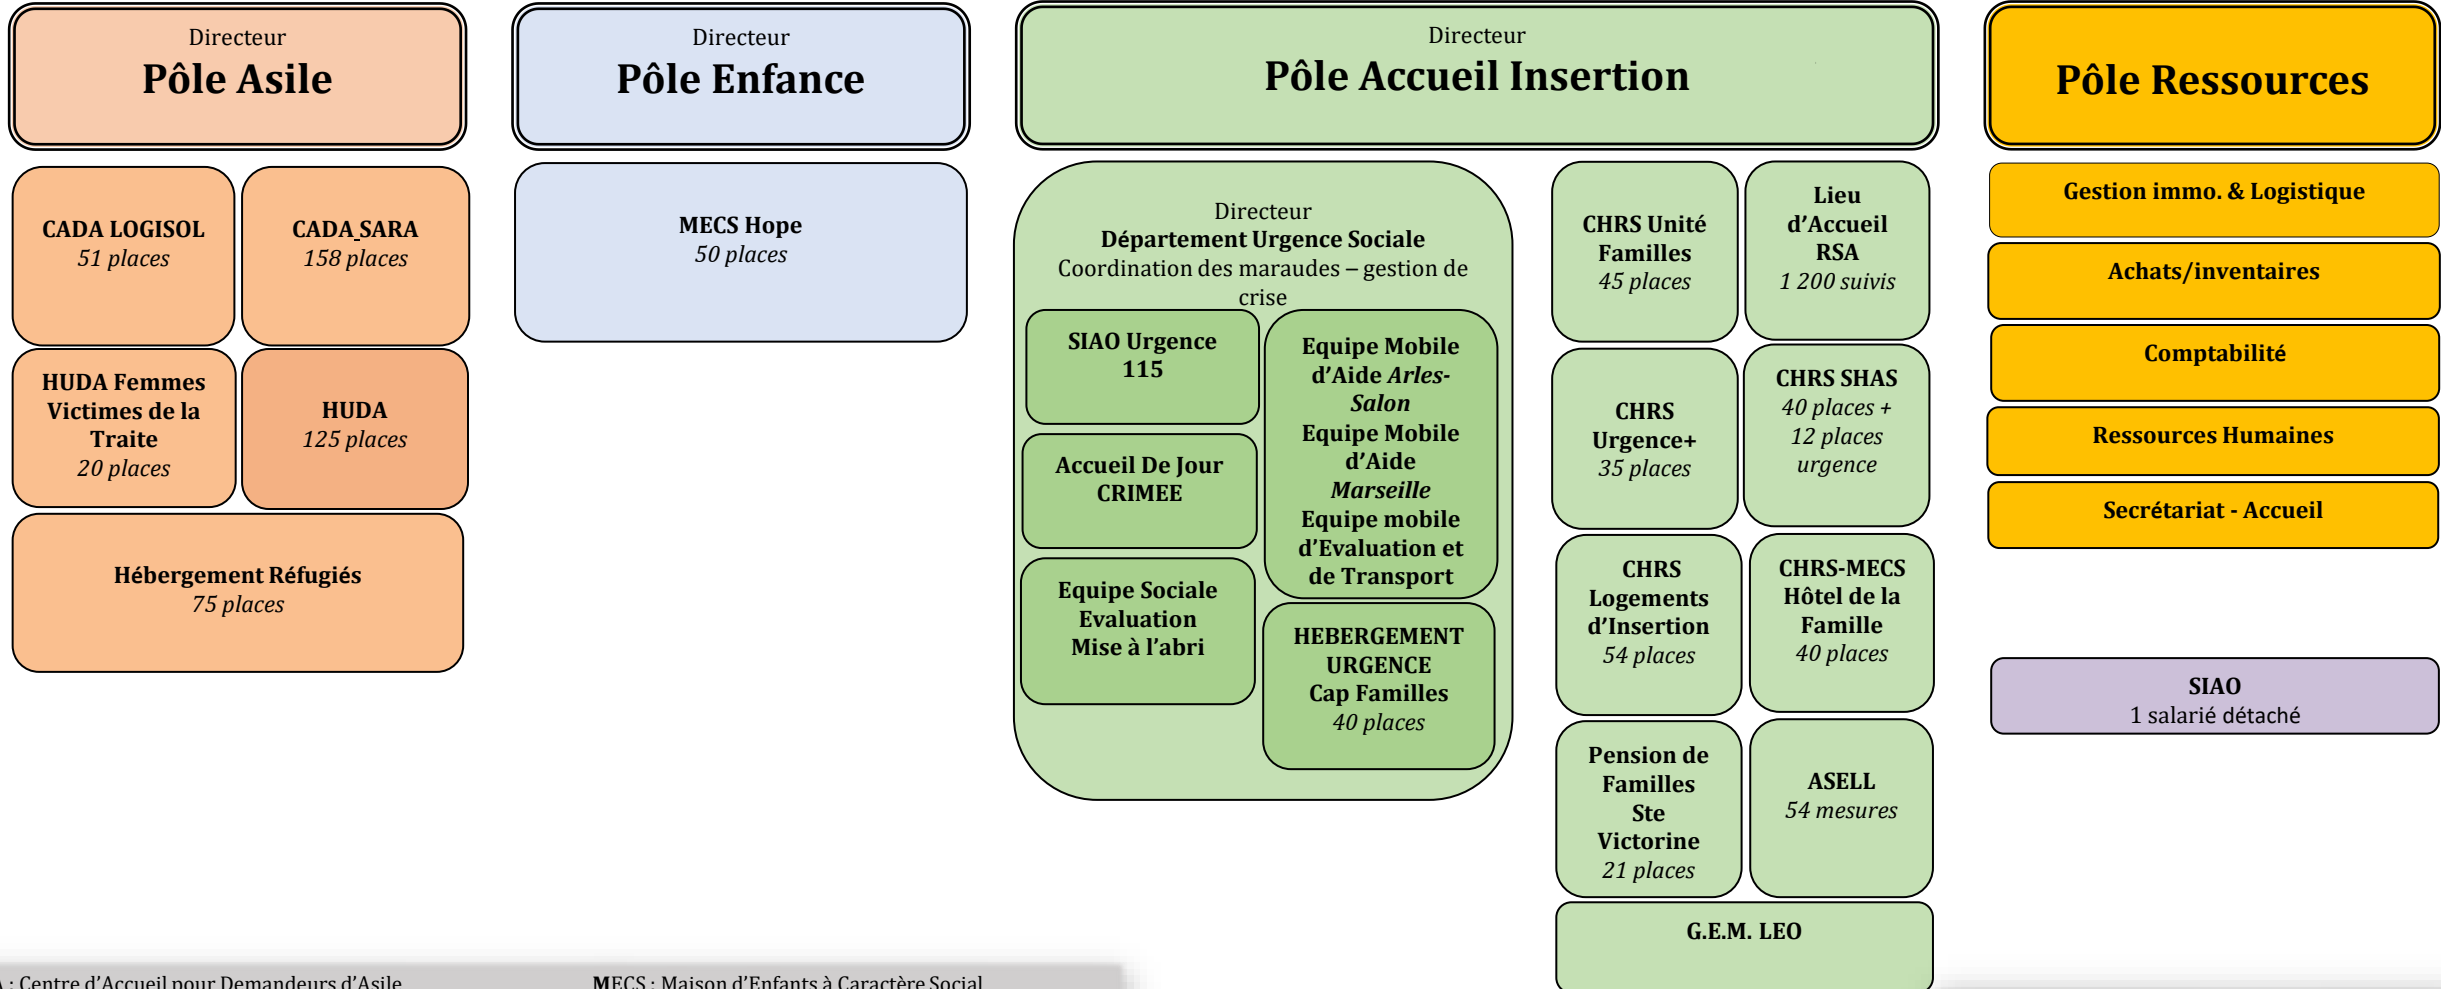 Directeur
Pôle Asile
CADA LOGISOL
51 places
CADA SARA
158 places
HUDA Femmes
Victimes de la
Traite
20 places
HUDA
125 places
Hébergement Réfugiés
75 places
Directeur
Pôle Enfance
MECS Hope
50 places
Directeur
Pôle Accueil Insertion
Directeur
Département Urgence Sociale
Coordination des maraudes – gestion de
crise
SIAO Urgence
115
Accueil De Jour
CRIMEE
Equipe Sociale
Evaluation
Mise à l'abri
Equipe Mobile
d'Aide Arles-
Salon
Equipe Mobile
d'Aide
Marseille
Equipe mobile
d'Evaluation et
de Transport
HEBERGEMENT
URGENCE
Cap Familles
40 places
CHRS Unité
Familles
45 places
Lieu
d'Accueil
RSA
1 200 suivis
CHRS
Urgence+
35 places
CHRS SHAS
40 places +
12 places
urgence
CHRS
Logements
d'Insertion
54 places
CHRS-MECS
Hôtel de la
Famille
40 places
Pension de
Familles
Ste
Victorine
21 places
ASELL
54 mesures
G.E.M. LEO
Pôle Ressources
Gestion immo. & Logistique
Achats/inventaires
Comptabilité
Ressources Humaines
Secrétariat - Accueil
SIAO
1 salarié détaché
: Centre d'Accueil pour Demandeurs d'Asile
MECS : Maison d'Enfants à Caractère Social